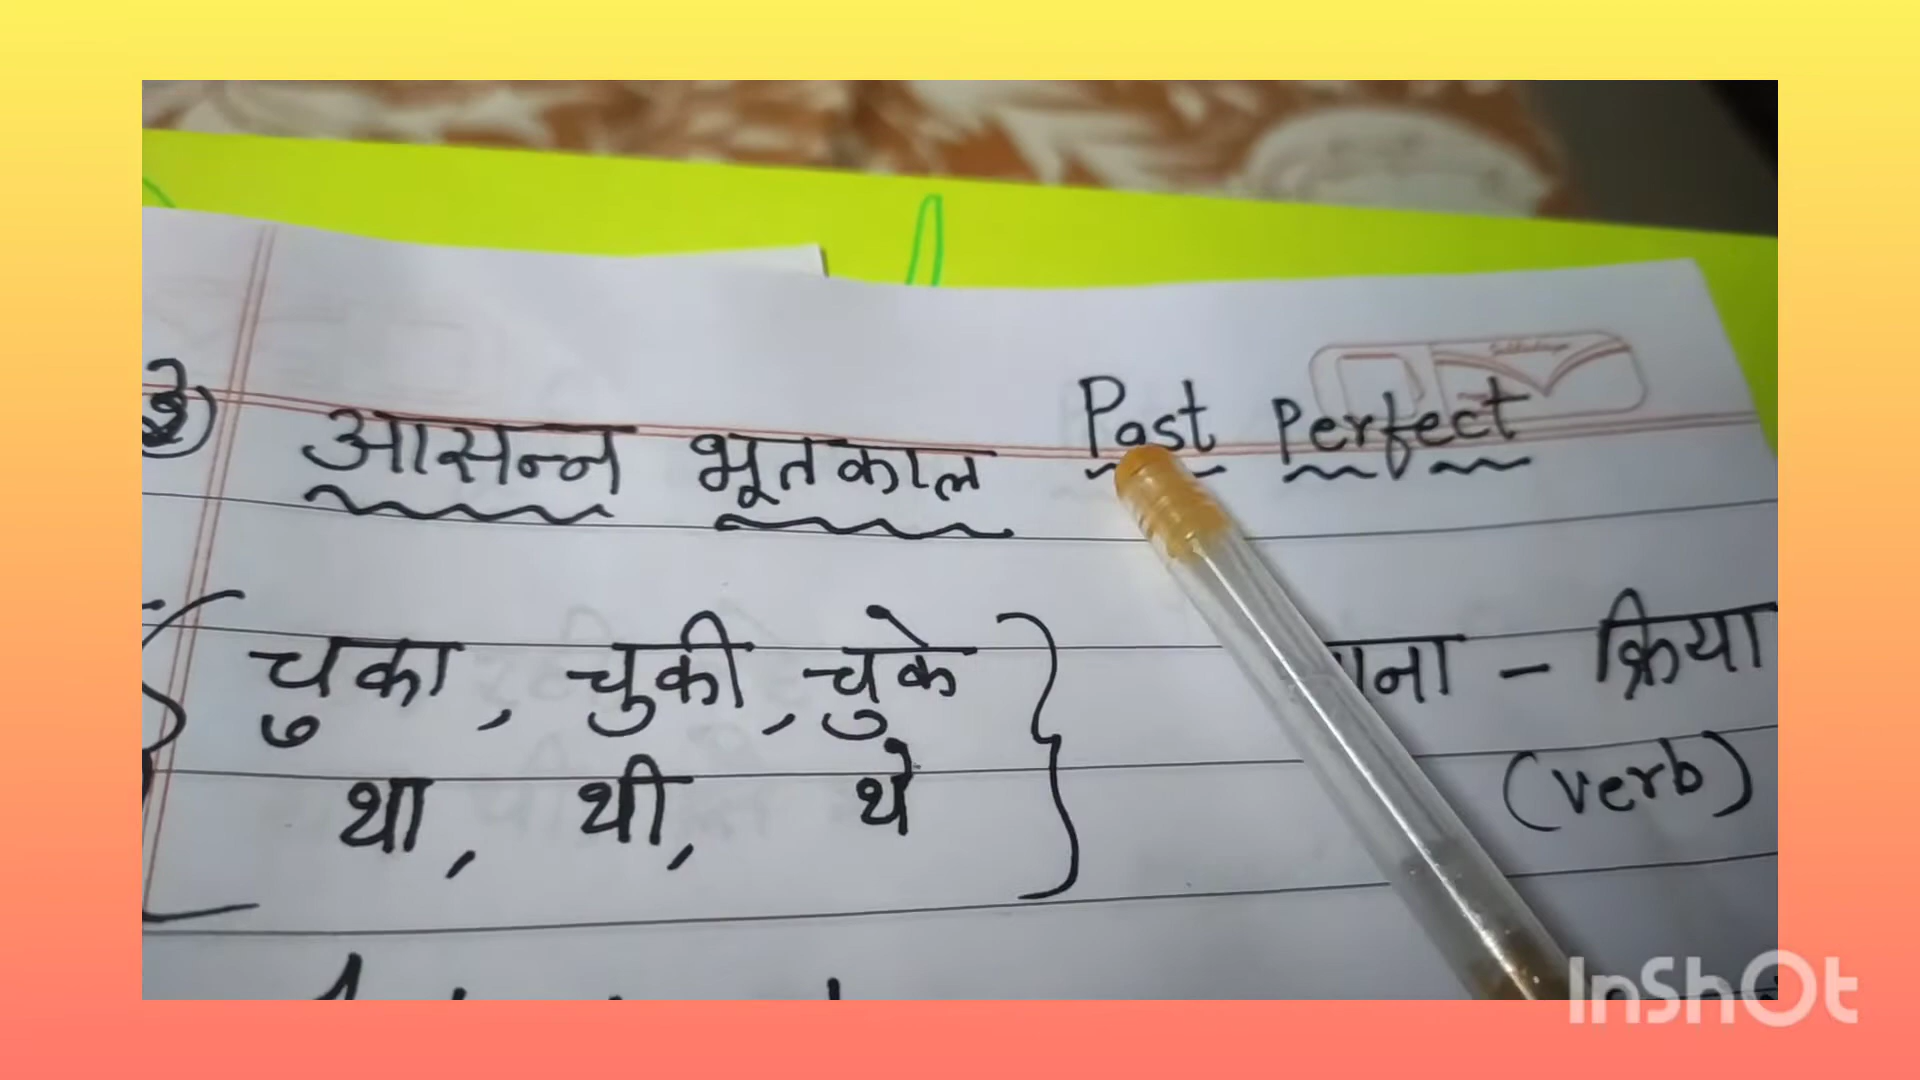 आसन्न भूतकाल Past Perfect
चुका, चुकी, चुके
था, थी, थे
क्रिया
(verb)
InShOt